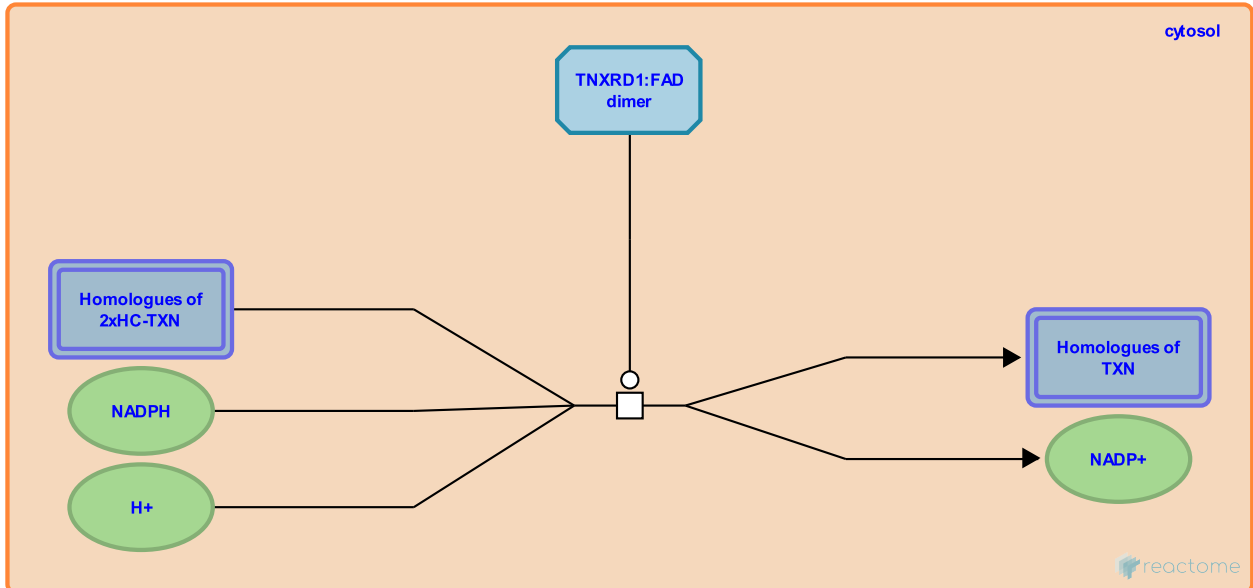 cytosol
TNXRD1:FAD
dimer
Homologues of
2xHC-TXN
NADPH
H+
Homologues of
TXN
NADP+
reactome